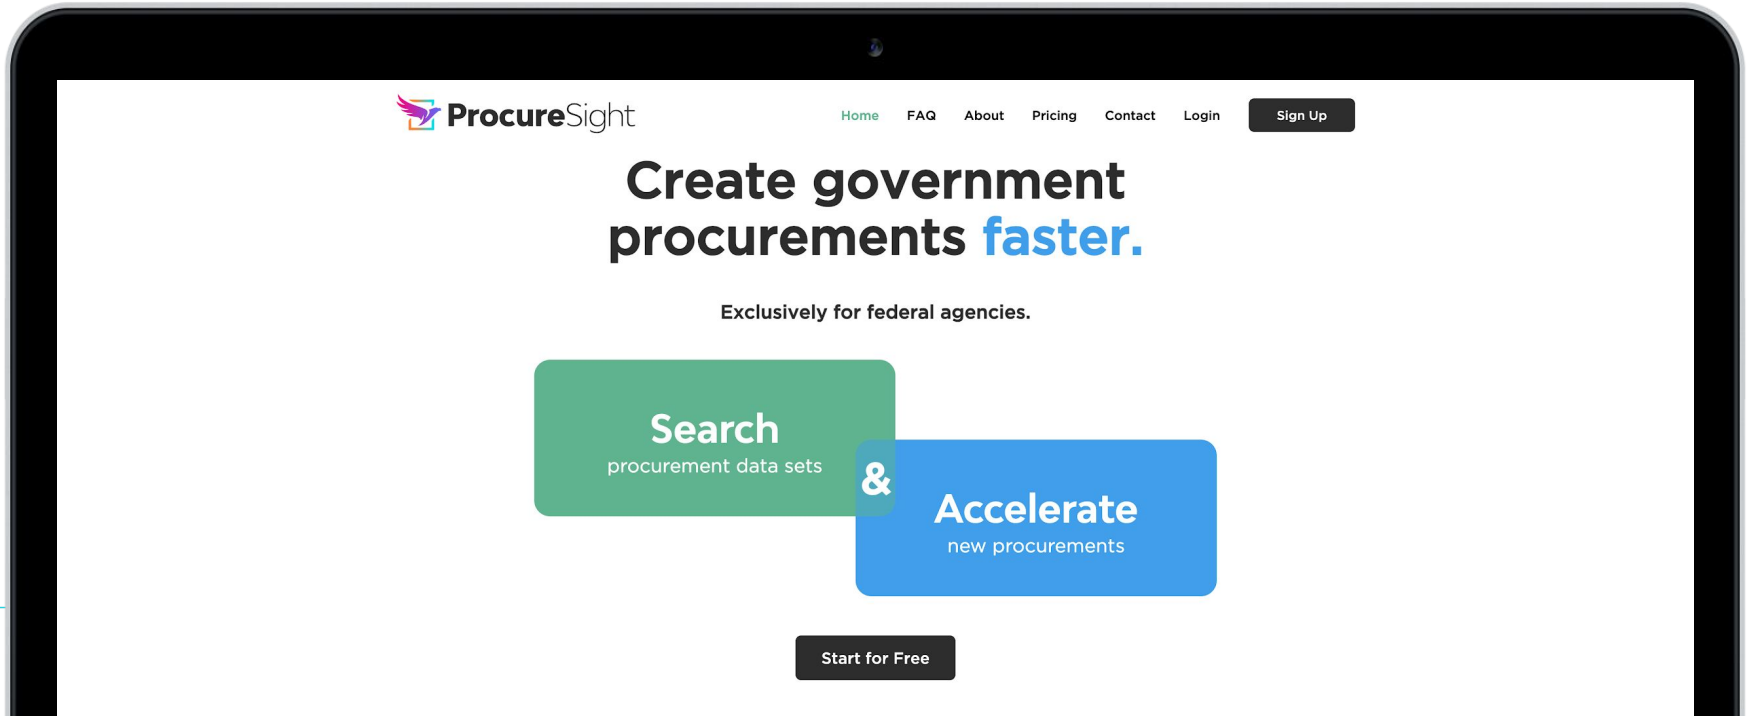 ProcureSight
Home FAQ About Pricing Contact Login Sign Up
Create government
procurements faster.
Exclusively for federal agencies.
Search
procurement data sets
&
Accelerate
new procurements
Start for Free